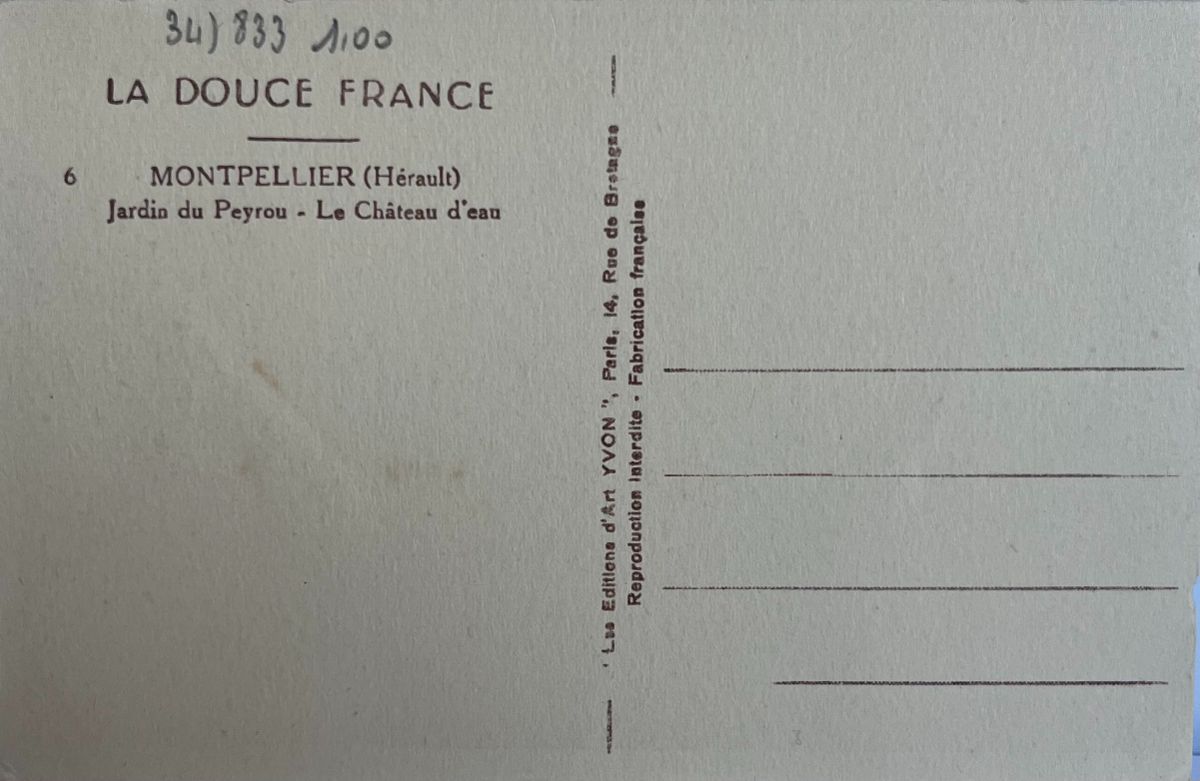 34) 833 1,00
LA DOUCE FRANCE
6 MONTPELLIER (Hérault)
Jardin du Peyrou - Le Château d'eau
" Les Editions d'Art YVON ", Paris, 14, Rue de Bretagne
Reproduction interdite - Fabrication française